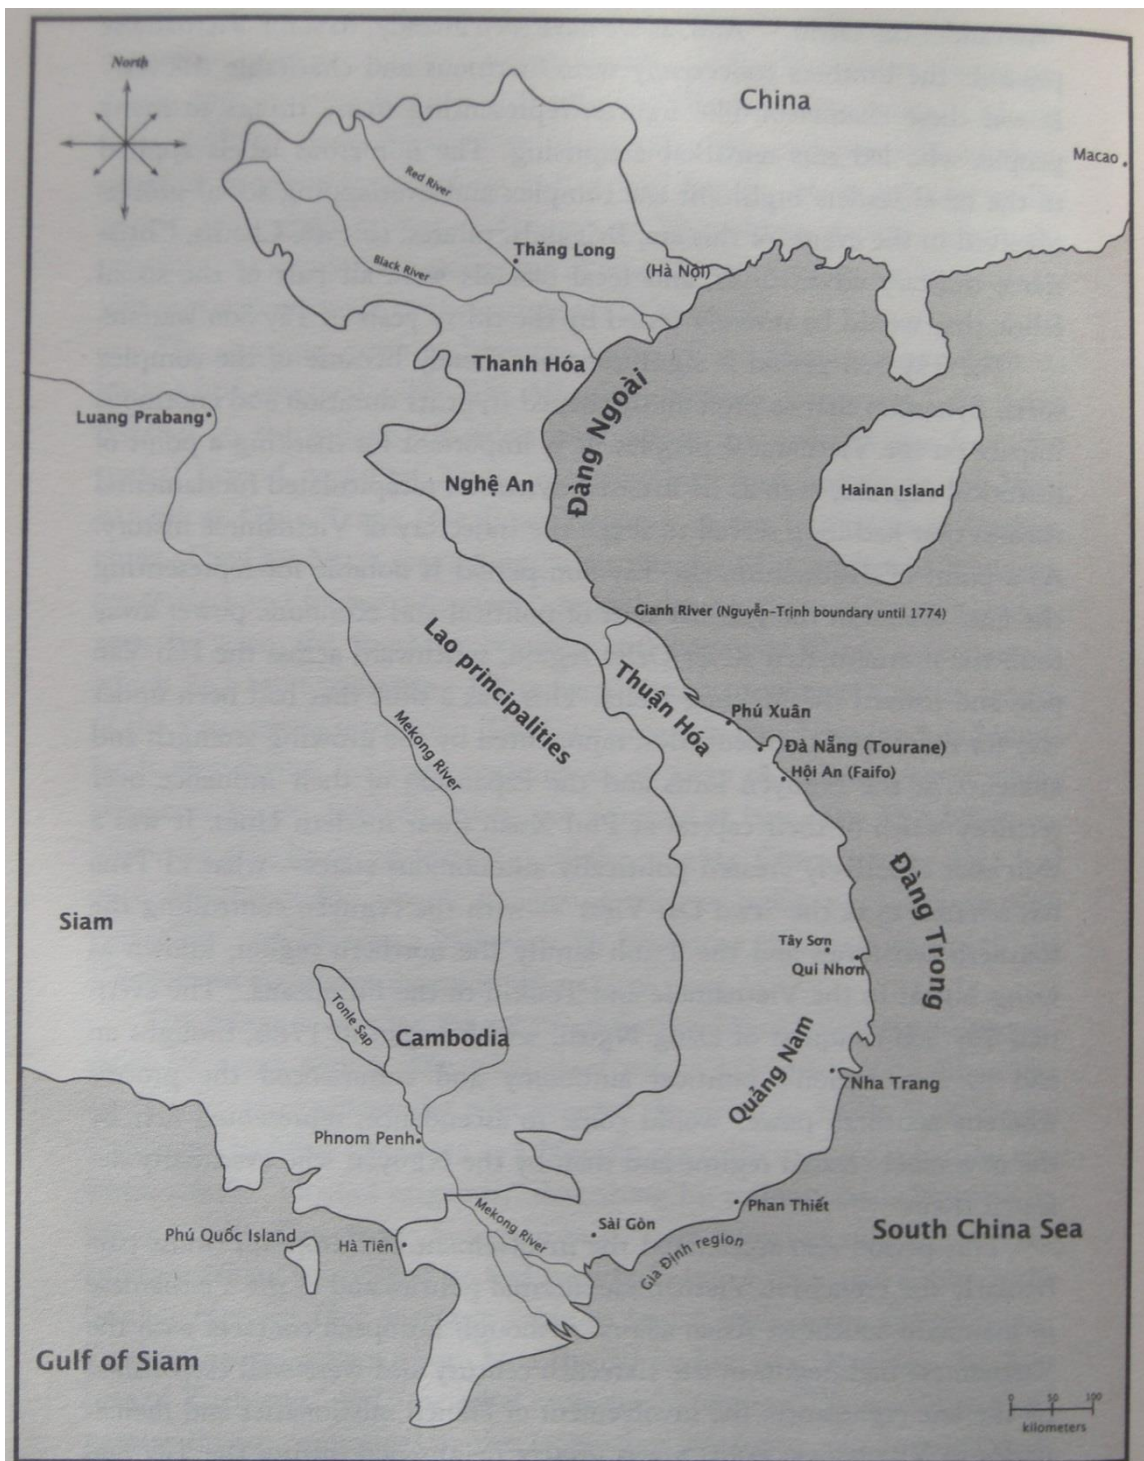 North
China
Macao
Red River
Thăng Long
(Hà Nội)
Black River
Thanh Hóa
Đàng Ngoài
Luang Prabang
Nghệ An
Hainan Island
Gianh River (Nguyễn–Trịnh boundary until 1774)
Lao principalities
Thuận Hóa
Phú Xuân
Mekong River
Đà Nẵng (Tourane)
Hội An (Faifo)
Đàng Trong
Siam
Tây Sơn
Qui Nhơn
Tonle Sap
Cambodia
Quảng Nam
Nha Trang
Phnom Penh
Mekong River
Phan Thiết
Phú Quốc Island
Hà Tiên
Sài Gòn
Gia Định region
South China Sea
Gulf of Siam
0 50 100
kilometers